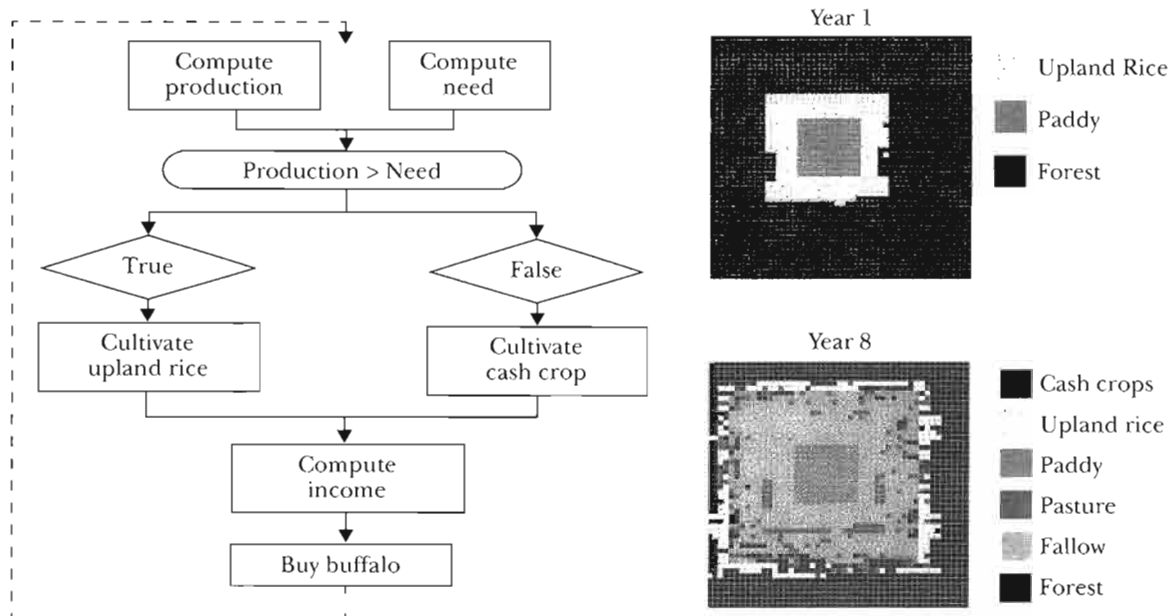 Compute
production
Compute
need
Production > Need
True
False
Cultivate
upland rice
Cultivate
cash crop
Compute
income
Buy buffalo
Year 1
Upland Rice
Paddy
Forest
Year 8
Cash crops
Upland rice
Paddy
Pasture
Fallow
Forest